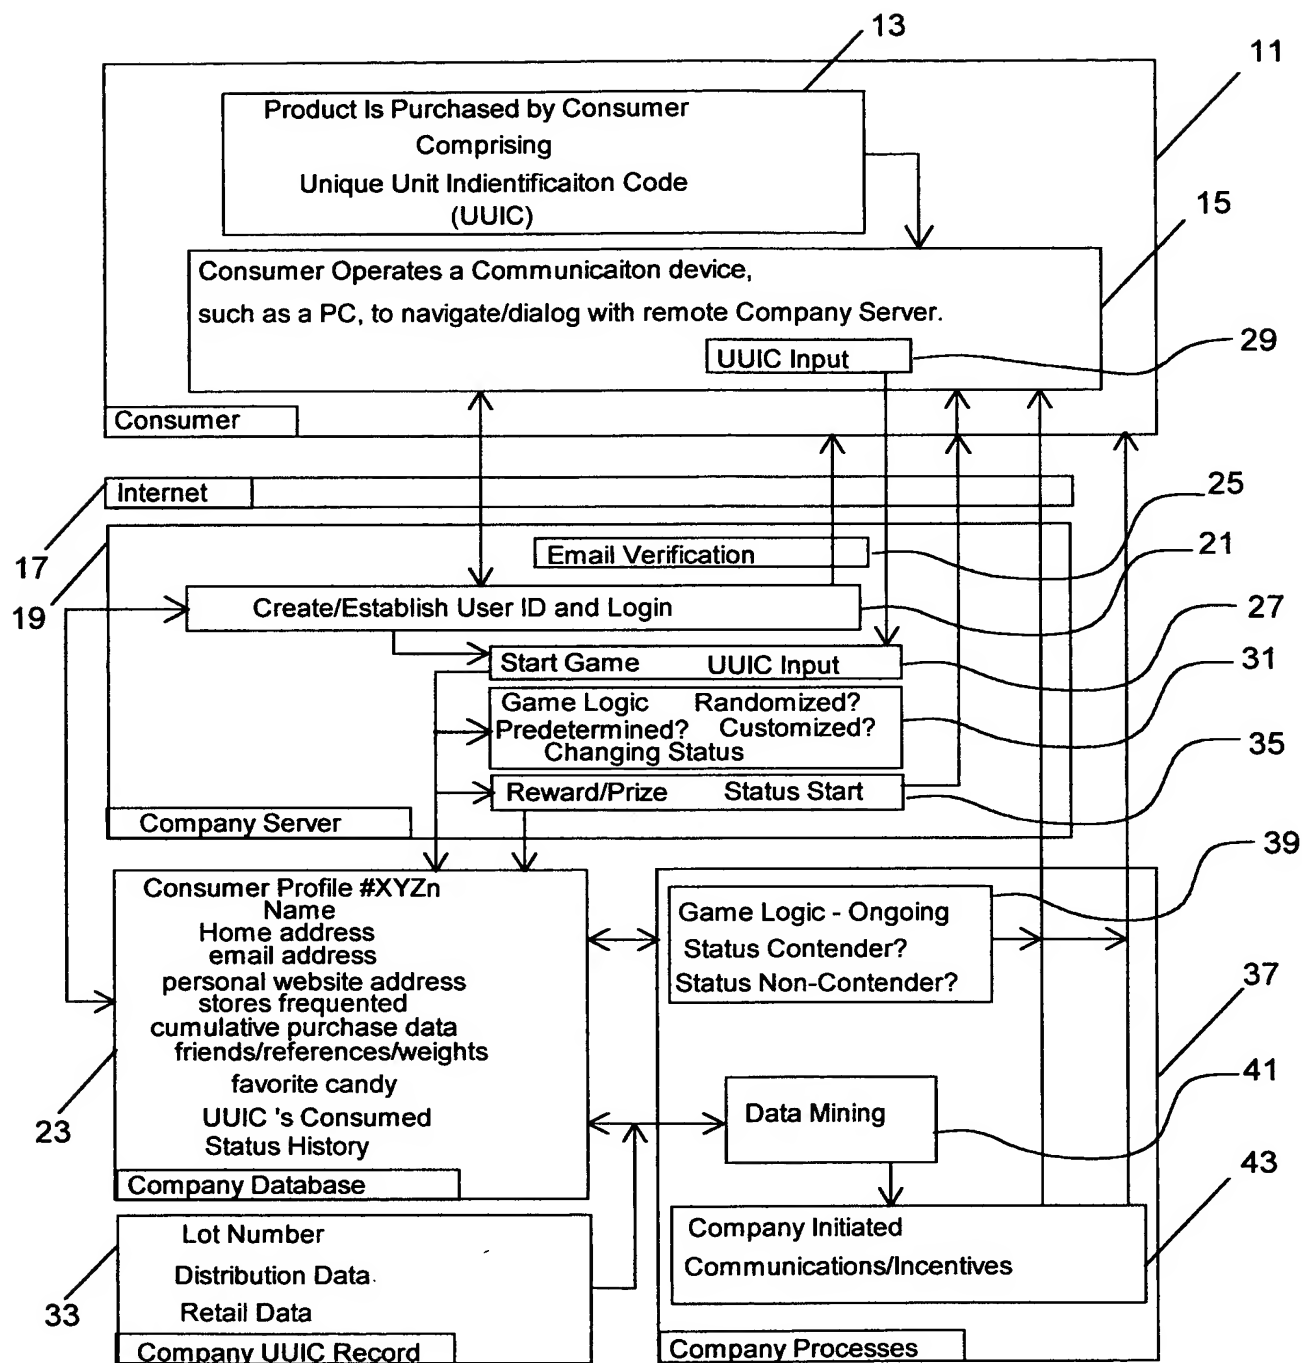 13
11
Product Is Purchased by Consumer
Comprising
Unique Unit Indientificaiton Code
(UUIC)
15
Consumer Operates a Communicaiton device,
such as a PC, to navigate/dialog with remote Company Server.
UUIC Input
29
Consumer
Internet
25
17
Email Verification
21
19
Create/Establish User ID and Login
27
Start Game UUIC Input
31
Game Logic Randomized?
Predetermined? Customized?
Changing Status
35
Reward/Prize Status Start
Company Server
39
Consumer Profile #XYZn
Name
Home address
email address
personal website address
stores frequented
cumulative purchase data
friends/references/weights
favorite candy
UUIC 's Consumed
Status History
23
Company Database
Game Logic - Ongoing
Status Contender?
Status Non-Contender?
37
41
Data Mining
43
Company Initiated
Communications/Incentives
Lot Number
Distribution Data
Retail Data
33
Company UUIC Record
Company Processes